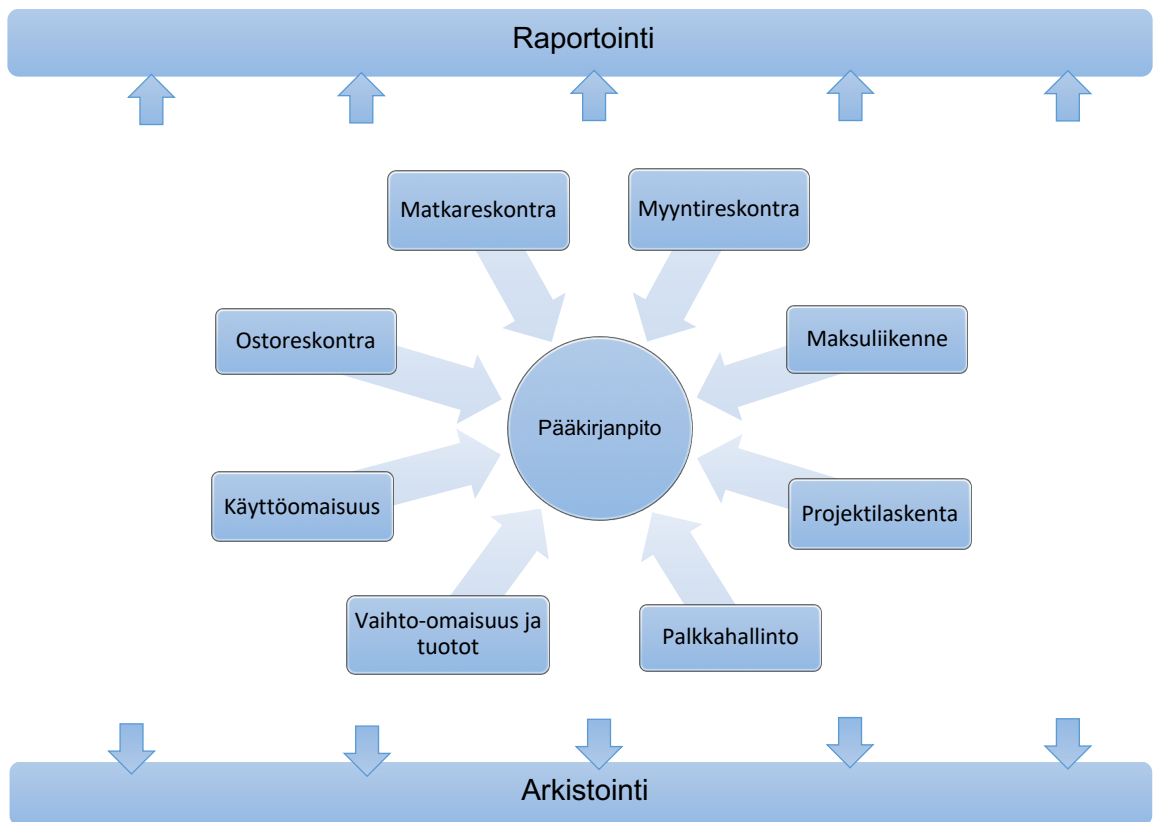 Raportointi
Matkareskontra
Myyntireskontra
Ostoreskontra
Maksuliikenne
Pääkirjanpito
Käyttöomaisuus
Projektilaskenta
Vaihto-omaisuus ja
tuotot
Palkkahallinto
Arkistointi